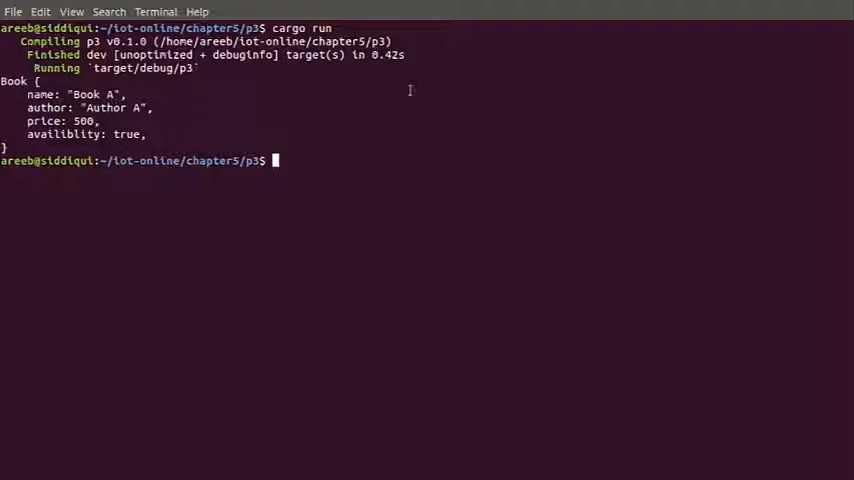 File Edit View Search Terminal Help
areeb@siddiqui:~/iot-online/chapter5/p3$ cargo run
   Compiling p3 v0.1.0 (/home/areeb/iot-online/chapter5/p3)
    Finished dev [unoptimized + debuginfo] target(s) in 0.42s
     Running `target/debug/p3`
Book {
    name: "Book A",
    author: "Author A",
    price: 500,
    availiblity: true,
}
areeb@siddiqui:~/iot-online/chapter5/p3$